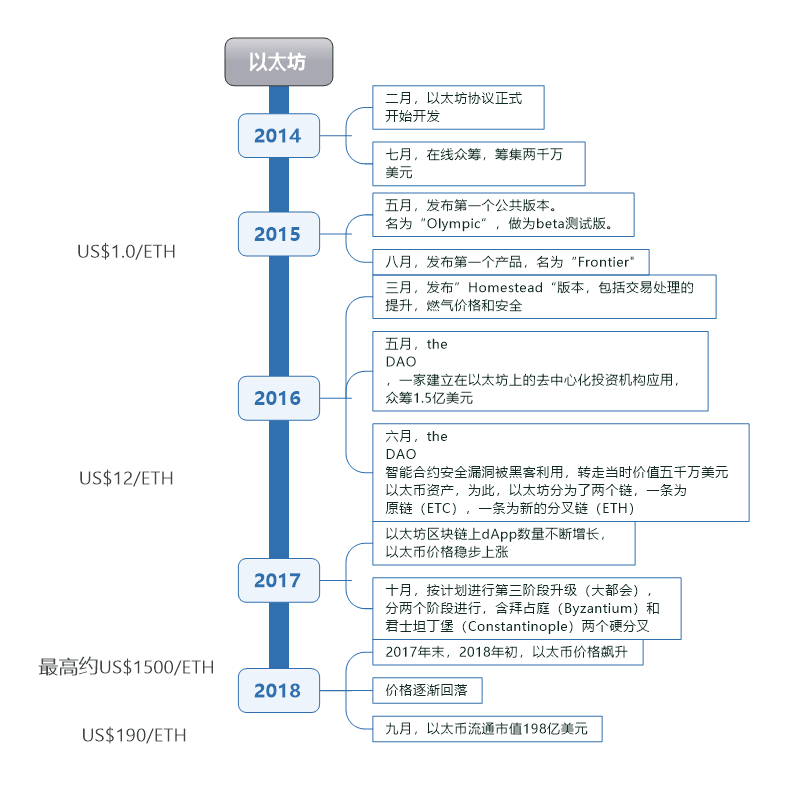 以太坊
2014
二月，以太坊协议正式
开始开发
七月，在线众筹，筹集两千万
美元
2015
五月，发布第一个公共版本。
名为“Olympic”，做为beta测试版。
US$1.0/ETH
八月，发布第一个产品，名为“Frontier"
三月，发布”Homestead“版本，包括交易处理的
提升，燃气价格和安全
2016
五月，the
DAO
，一家建立在以太坊上的去中心化投资机构应用，
众筹1.5亿美元
US$12/ETH
六月，the
DAO
智能合约安全漏洞被黑客利用，转走当时价值五千万美元
以太币资产，为此，以太坊分为了两个链，一条为
原链（ETC），一条为新的分叉链（ETH）
2017
以太坊区块链上dApp数量不断增长，
以太币价格稳步上涨
十月，按计划进行第三阶段升级（大都会），
分两个阶段进行，含拜占庭（Byzantium）和
君士坦丁堡（Constantinople）两个硬分叉
最高约US$1500/ETH
2018
2017年末，2018年初，以太币价格飙升
价格逐渐回落
九月，以太币流通市值198亿美元
US$190/ETH